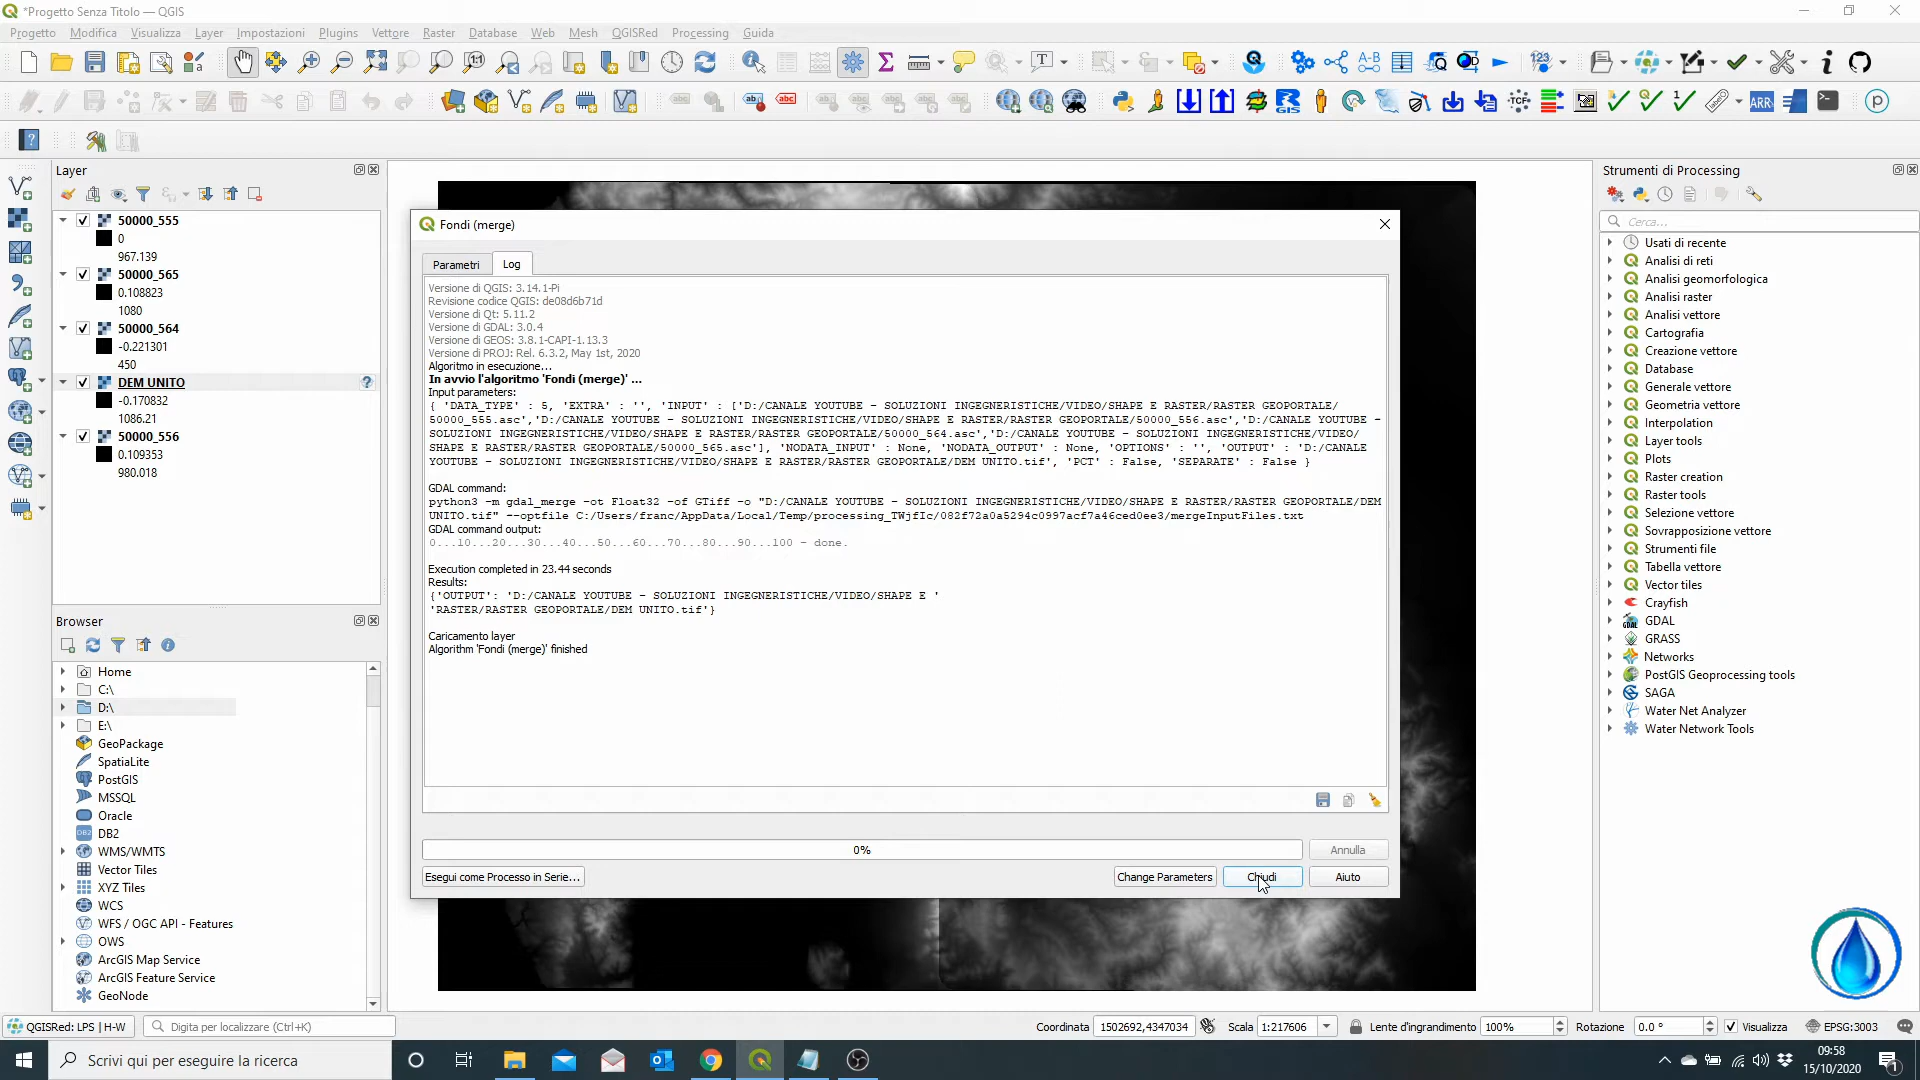 *Progetto Senza Titolo — QGIS
Progetto Modifica Visualizza Layer Impostazioni Plugins Vettore Raster Database Web Mesh QGISRed Processing Guida
Layer
50000_555
0
967.139
50000_565
0.108823
1080
50000_564
-0.221301
450
DEM UNITO
-0.170832
1086.21
50000_556
0.109353
980.018
Browser
Home
C:\
D:\
E:\
GeoPackage
SpatiaLite
PostGIS
MSSQL
Oracle
DB2
WMS/WMTS
Vector Tiles
XYZ Tiles
WCS
WFS / OGC API - Features
OWS
ArcGIS Map Service
ArcGIS Feature Service
GeoNode
Fondi (merge)
Parametri Log
Versione di QGIS: 3.14.1-Pi
Revisione codice QGIS: de08d6b71d
Versione di Qt: 5.11.2
Versione di GDAL: 3.0.4
Versione di GEOS: 3.8.1-CAPI-1.13.3
Versione di PROJ: Rel. 6.3.2, May 1st, 2020
Algoritmo in esecuzione...
In avvio l'algoritmo 'Fondi (merge)' ...
Input parameters:
{ 'DATA_TYPE' : 5, 'EXTRA' : '', 'INPUT' : ['D:/CANALE YOUTUBE - SOLUZIONI INGEGNERISTICHE/VIDEO/SHAPE E RASTER/RASTER GEOPORTALE/
50000_555.asc','D:/CANALE YOUTUBE - SOLUZIONI INGEGNERISTICHE/VIDEO/SHAPE E RASTER/RASTER GEOPORTALE/50000_556.asc','D:/CANALE YOUTUBE -
SOLUZIONI INGEGNERISTICHE/VIDEO/SHAPE E RASTER/RASTER GEOPORTALE/50000_564.asc','D:/CANALE YOUTUBE - SOLUZIONI INGEGNERISTICHE/VIDEO/
SHAPE E RASTER/RASTER GEOPORTALE/50000_565.asc'], 'NODATA_INPUT' : None, 'NODATA_OUTPUT' : None, 'OPTIONS' : '', 'OUTPUT' : 'D:/CANALE
YOUTUBE - SOLUZIONI INGEGNERISTICHE/VIDEO/SHAPE E RASTER/RASTER GEOPORTALE/DEM UNITO.tif', 'PCT' : False, 'SEPARATE' : False }
GDAL command:
python3 -m gdal_merge -ot Float32 -of GTiff -o "D:/CANALE YOUTUBE - SOLUZIONI INGEGNERISTICHE/VIDEO/SHAPE E RASTER/RASTER GEOPORTALE/DEM
UNITO.tif" --optfile C:/Users/franc/AppData/Local/Temp/processing_TWjfIc/082f72a0a5294c0997acf7a46ced0ee3/mergeInputFiles.txt
GDAL command output:
0...10...20...30...40...50...60...70...80...90...100 - done.
Execution completed in 23.44 seconds
Results:
{'OUTPUT': 'D:/CANALE YOUTUBE - SOLUZIONI INGEGNERISTICHE/VIDEO/SHAPE E '
'RASTER/RASTER GEOPORTALE/DEM UNITO.tif'}
Caricamento layer
Algorithm 'Fondi (merge)' finished
0%
Annulla
Esegui come Processo in Serie... Change Parameters Chiudi Aiuto
Strumenti di Processing
Cerca...
Usati di recente
Analisi di reti
Analisi geomorfologica
Analisi raster
Analisi vettore
Cartografia
Creazione vettore
Database
Generale vettore
Geometria vettore
Interpolation
Layer tools
Plots
Raster creation
Raster tools
Selezione vettore
Sovrapposizione vettore
Strumenti file
Tabella vettore
Vector tiles
Crayfish
GDAL
GRASS
Networks
PostGIS Geoprocessing tools
SAGA
Water Net Analyzer
Water Network Tools
QGISRed: LPS | H-W Digita per localizzare (Ctrl+K) Coordinata 1502692,4347034 Scala 1:217606 Lente d'ingrandimento 100% Rotazione 0.0 ° Visualizza EPSG:3003
Scrivi qui per eseguire la ricerca
09:58
15/10/2020